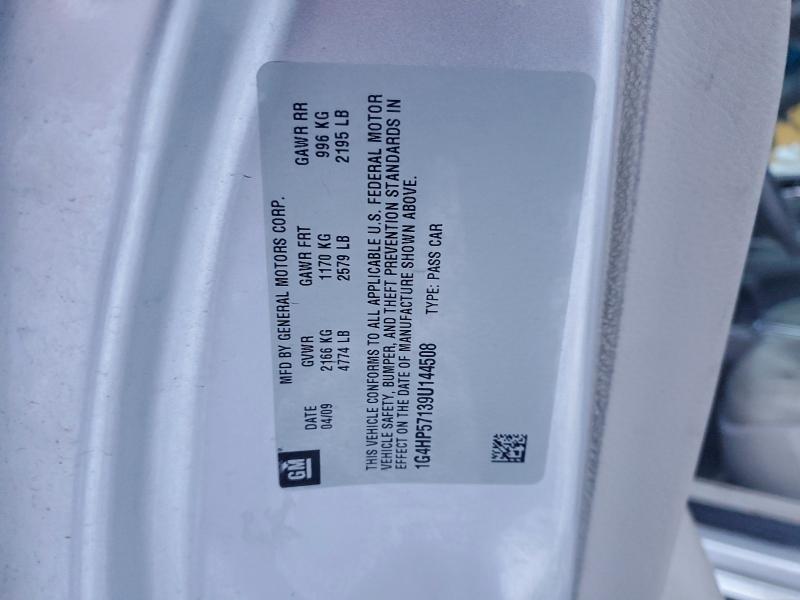 GM
MFD BY GENERAL MOTORS CORP.
DATE GVWR GAWR FRT GAWR RR
04/09 2166 KG 1170 KG 996 KG
4774 LB 2579 LB 2195 LB
THIS VEHICLE CONFORMS TO ALL APPLICABLE U.S. FEDERAL MOTOR
VEHICLE SAFETY, BUMPER, AND THEFT PREVENTION STANDARDS IN
EFFECT ON THE DATE OF MANUFACTURE SHOWN ABOVE.
1G4HP57139U144508 TYPE: PASS CAR